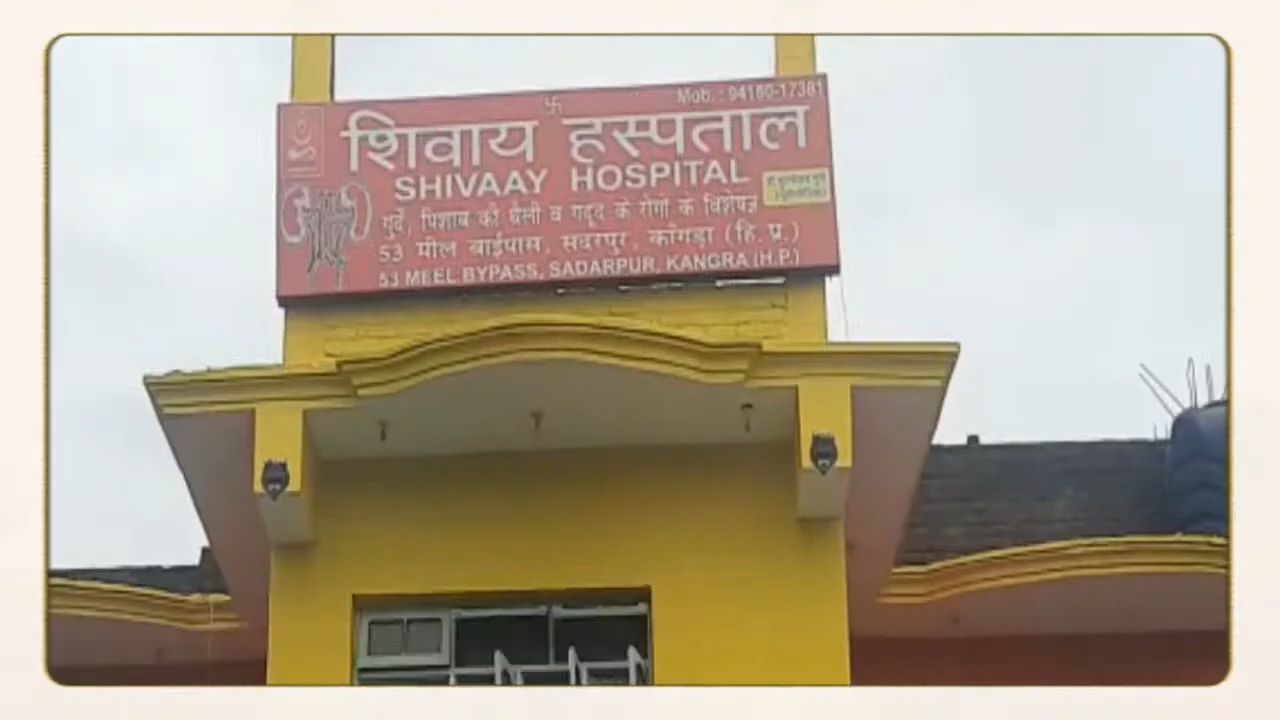 Mob. : 94180-17381
शिवाय हस्पताल
SHIVAAY HOSPITAL
गुर्दे, पिशाब की थैली व गदूद के रोगों के विशेषज्ञ
53 मील बाईपास, सदरपुर, काँगड़ा (हि. प्र.)
53 MEEL BYPASS, SADARPUR, KANGRA (H.P.)